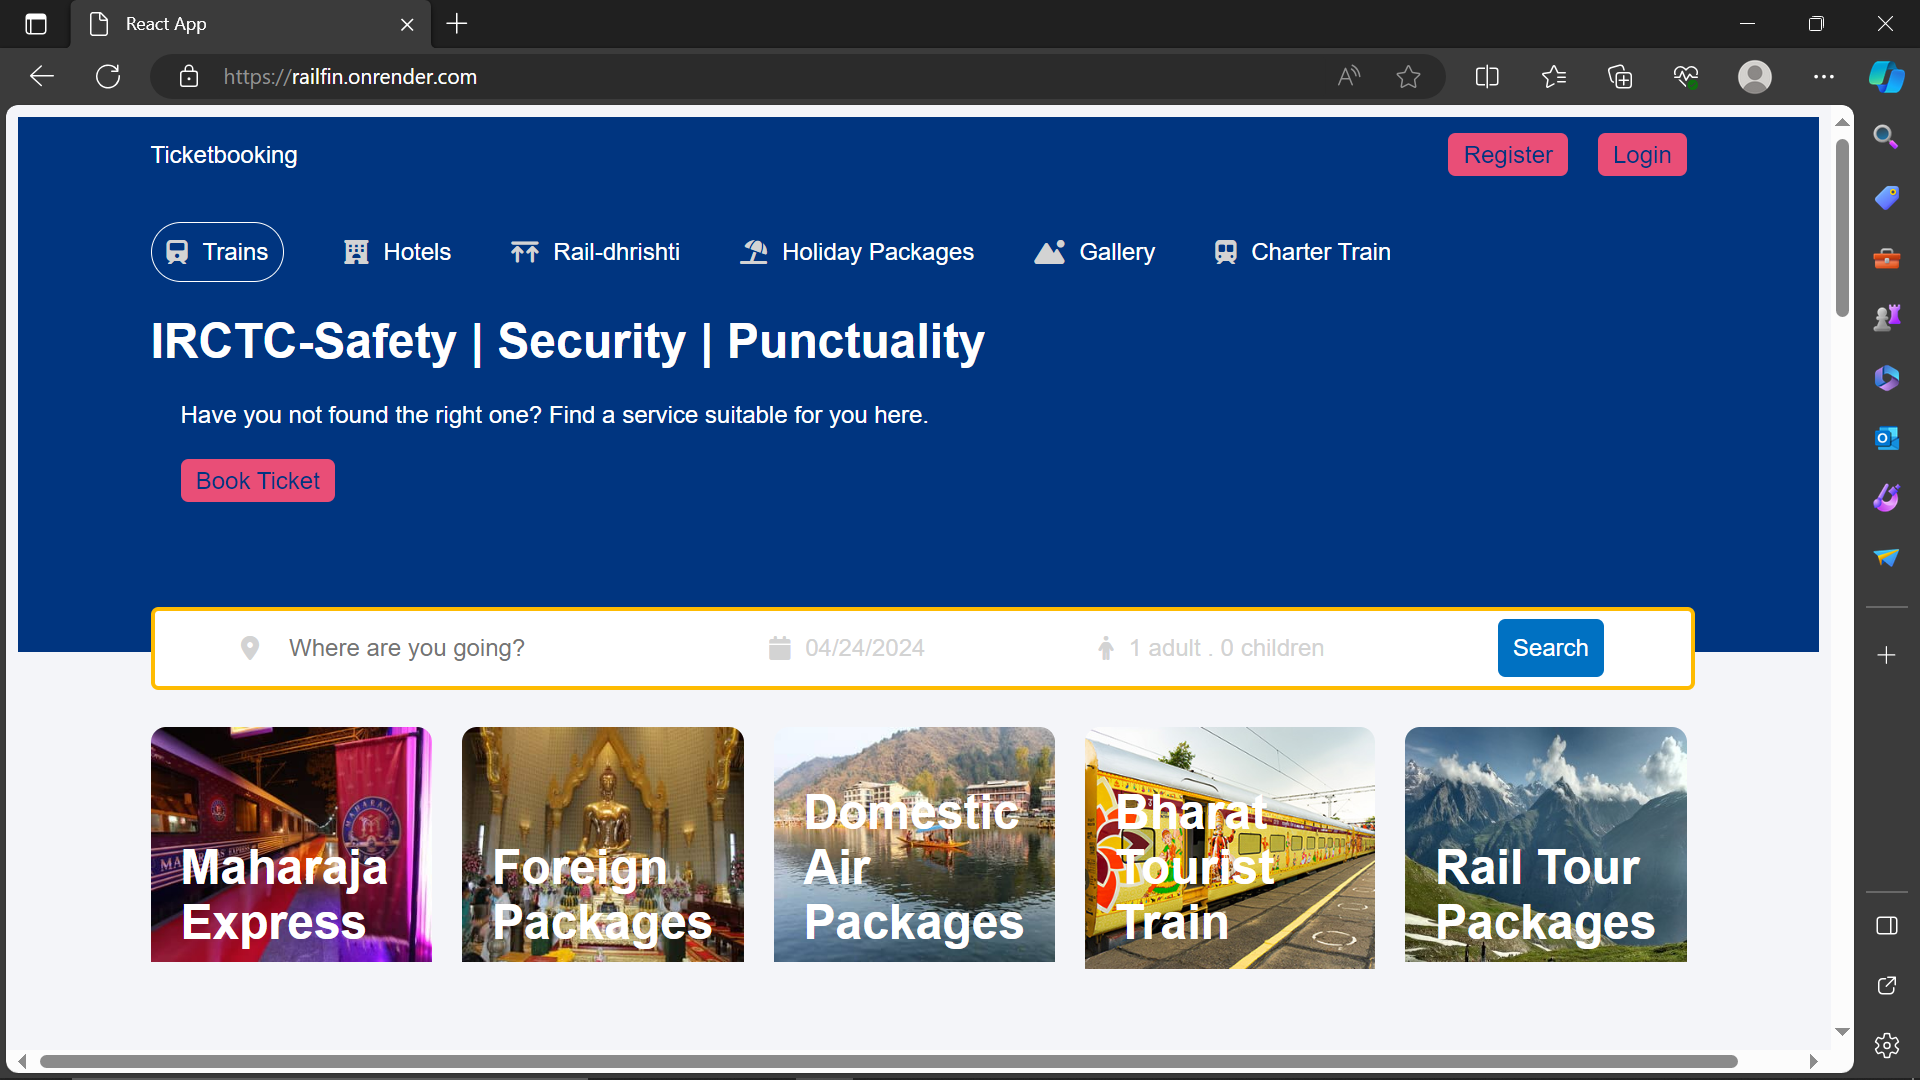 React App
https://railfin.onrender.com
Ticketbooking
Register
Login
Trains
Hotels
Rail-dhrishti
Holiday Packages
Gallery
Charter Train
IRCTC-Safety | Security | Punctuality
Have you not found the right one? Find a service suitable for you here.
Book Ticket
Where are you going?
04/24/2024
1 adult . 0 children
Search
Maharaja
Express
Foreign
Packages
Domestic
Air
Packages
Bharat
Tourist
Train
Rail Tour
Packages